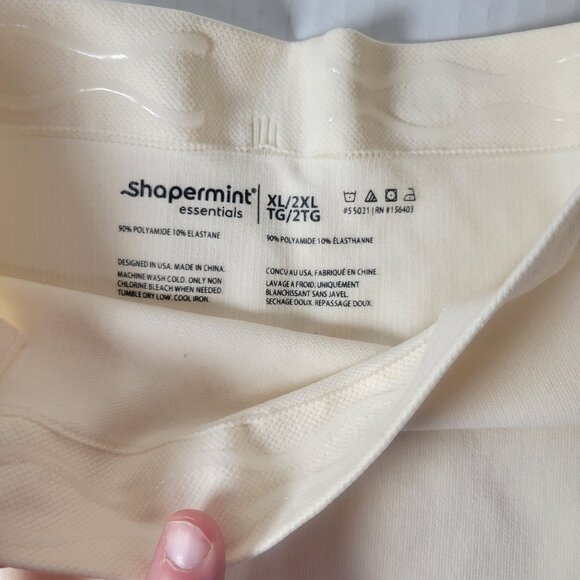 shapermint®
essentials
XL/2XL
TG/2TG
#55021 | RN #156403
90% POLYAMIDE 10% ELASTANE
90% POLYAMIDE 10% ÉLASTHANNE
DESIGNED IN USA. MADE IN CHINA.
MACHINE WASH COLD. ONLY NON
CHLORINE BLEACH WHEN NEEDED.
TUMBLE DRY LOW. COOL IRON.
CONCU AU USA. FABRIQUÉ EN CHINE.
LAVAGE A FROID, UNIQUEMENT
BLANCHISSANT SANS JAVEL.
SECHAGE DOUX. REPASSAGE DOUX.